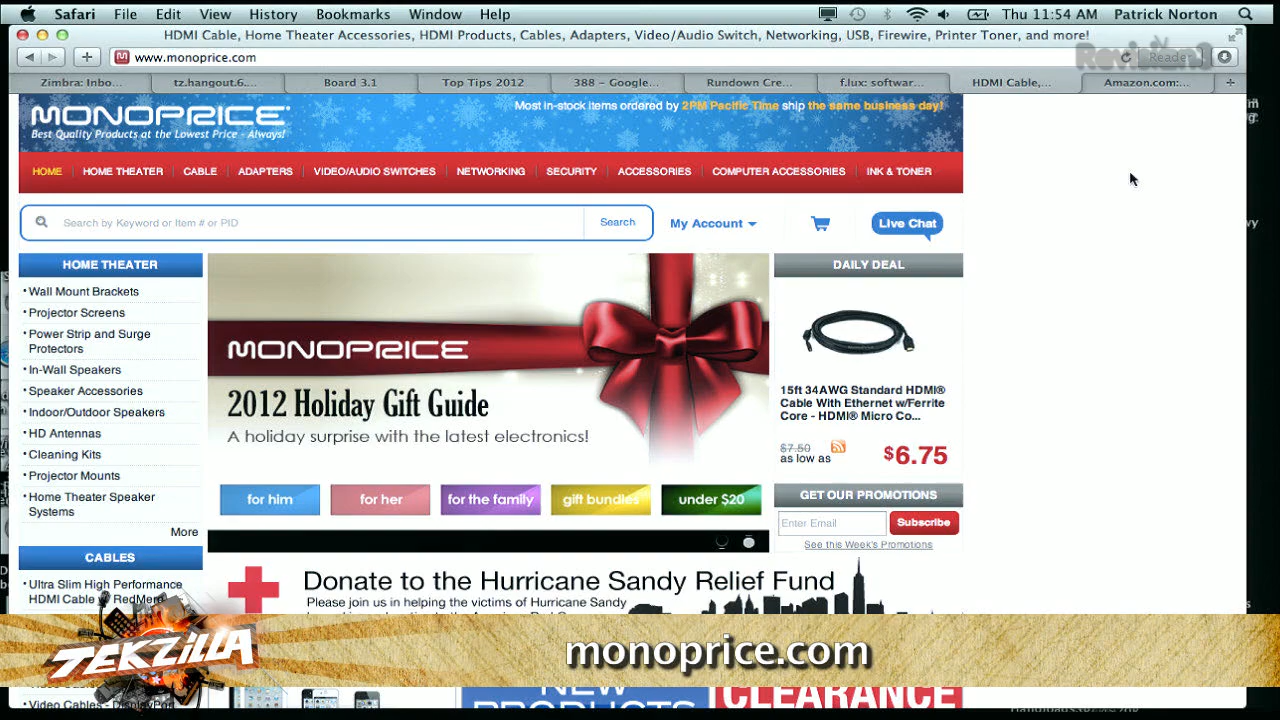 Safari File Edit View History Bookmarks Window Help Thu 11:54 AM Patrick Norton
HDMI Cable, Home Theater Accessories, HDMI Products, Cables, Adapters, Video/Audio Switch, Networking, USB, Firewire, Printer Toner, and more!
www.monoprice.com Reader
Revision3
Zimbra: Inbo... tz.hangout.6... Board 3.1 Top Tips 2012 388 – Google... Rundown Cre... f.lux: softwar... HDMI Cable,... Amazon.com:...
MONOPRICE
Best Quality Products at the Lowest Price - Always!
Most in-stock items ordered by 2PM Pacific Time ship the same business day!
HOME HOME THEATER CABLE ADAPTERS VIDEO/AUDIO SWITCHES NETWORKING SECURITY ACCESSORIES COMPUTER ACCESSORIES INK & TONER
Search by Keyword or Item # or PID Search My Account Live Chat
HOME THEATER
Wall Mount Brackets
Projector Screens
Power Strip and Surge
Protectors
In-Wall Speakers
Speaker Accessories
Indoor/Outdoor Speakers
HD Antennas
Cleaning Kits
Projector Mounts
Home Theater Speaker
Systems
More
CABLES
Ultra Slim High Performance
HDMI Cable w/ RedMere
Video Cables - DisplayPort
MONOPRICE
2012 Holiday Gift Guide
A holiday surprise with the latest electronics!
for him for her for the family gift bundles under $20
DAILY DEAL
15ft 34AWG Standard HDMI®
Cable With Ethernet w/Ferrite
Core - HDMI® Micro Co...
$7.50
as low as $6.75
GET OUR PROMOTIONS
Enter Email Subscribe
See this Week's Promotions
Donate to the Hurricane Sandy Relief Fund
Please join us in helping the victims of Hurricane Sandy
TEKZILLA
monoprice.com
NEW
PRODUCTS
CLEARANCE